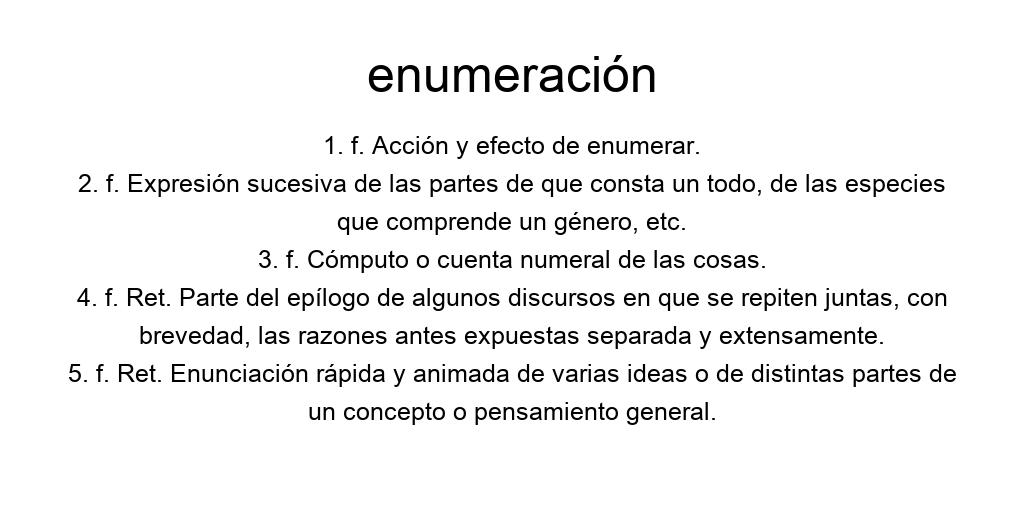 enumeración
1. f. Acción y efecto de enumerar.
2. f. Expresión sucesiva de las partes de que consta un todo, de las especies
que comprende un género, etc.
3. f. Cómputo o cuenta numeral de las cosas.
4. f. Ret. Parte del epílogo de algunos discursos en que se repiten juntas, con
brevedad, las razones antes expuestas separada y extensamente.
5. f. Ret. Enunciación rápida y animada de varias ideas o de distintas partes de
un concepto o pensamiento general.